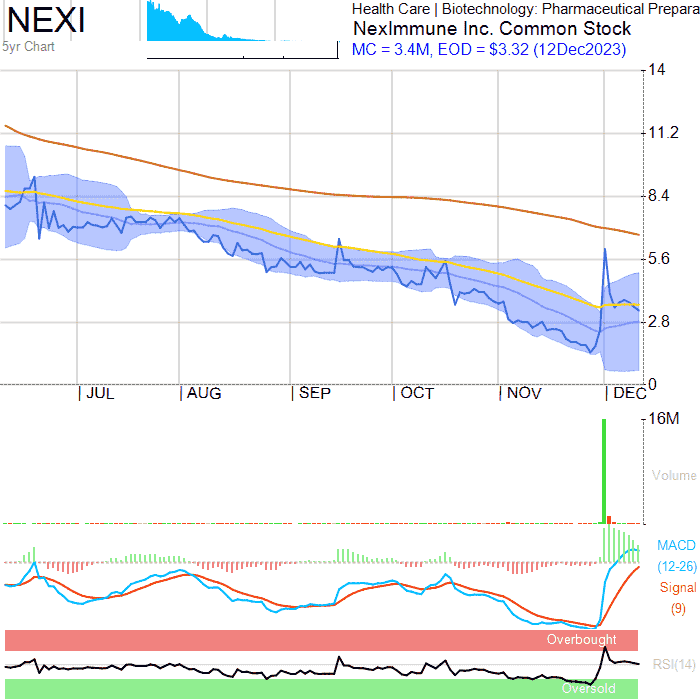 NEXI
5yr Chart
Health Care | Biotechnology: Pharmaceutical Prepara
NexImmune Inc. Common Stock
MC = 3.4M, EOD = $3.32 (12Dec2023)
14
11.2
8.4
5.6
2.8
0
| JUL | AUG | SEP | OCT | NOV | DEC
16M
Volume
MACD
(12-26)
Signal
(9)
Overbought
RSI(14)
Oversold